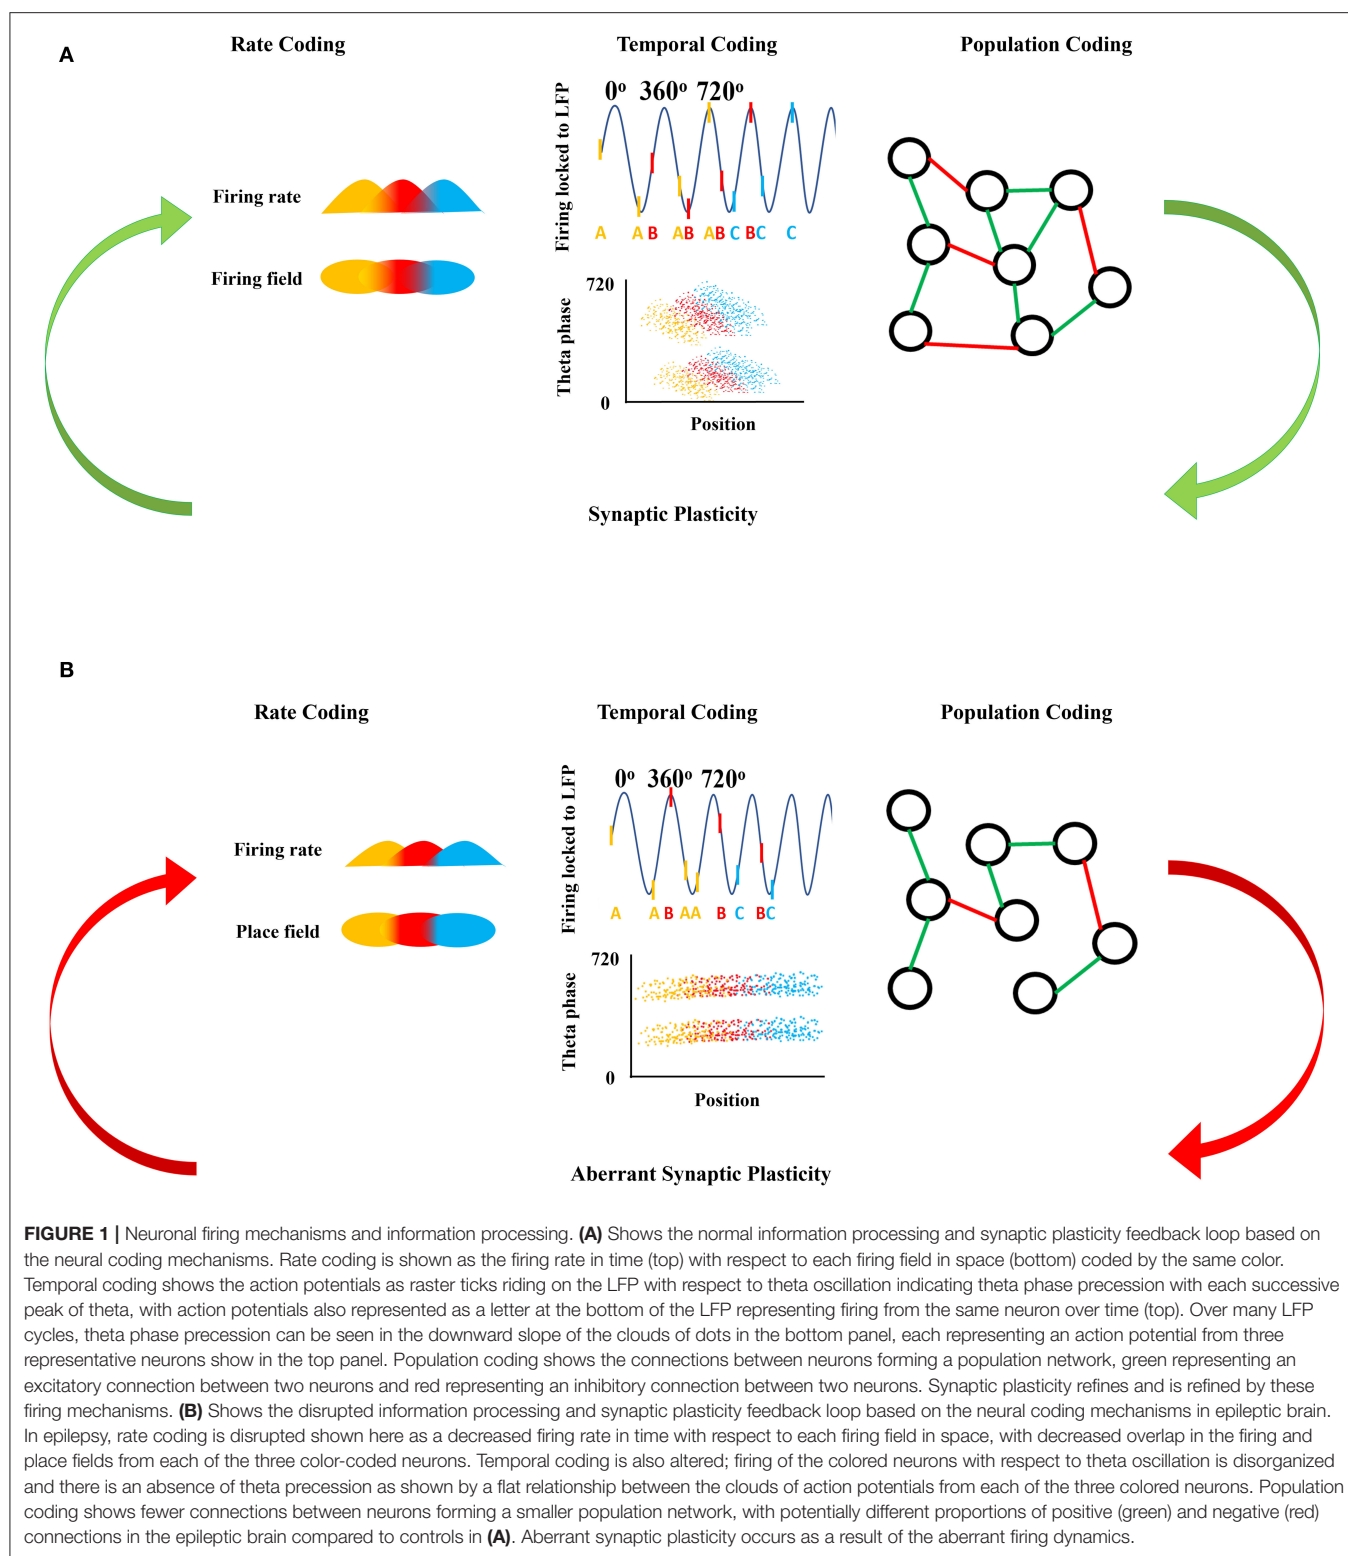 A
Rate Coding
Temporal Coding
Population Coding
0º 360º 720º
Firing locked to LFP
Firing rate
A A B A B A B C B C C
Firing field
720
Theta phase
0
Position
Synaptic Plasticity
B
Rate Coding
Temporal Coding
Population Coding
0º 360º 720º
Firing locked to LFP
Firing rate
A A B A A B C B C
Place field
720
Theta phase
0
Position
Aberrant Synaptic Plasticity
FIGURE 1 | Neuronal firing mechanisms and information processing. (A) Shows the normal information processing and synaptic plasticity feedback loop based on
the neural coding mechanisms. Rate coding is shown as the firing rate in time (top) with respect to each firing field in space (bottom) coded by the same color.
Temporal coding shows the action potentials as raster ticks riding on the LFP with respect to theta oscillation indicating theta phase precession with each successive
peak of theta, with action potentials also represented as a letter at the bottom of the LFP representing firing from the same neuron over time (top). Over many LFP
cycles, theta phase precession can be seen in the downward slope of the clouds of dots in the bottom panel, each representing an action potential from three
representative neurons show in the top panel. Population coding shows the connections between neurons forming a population network, green representing an
excitatory connection between two neurons and red representing an inhibitory connection between two neurons. Synaptic plasticity refines and is refined by these
firing mechanisms. (B) Shows the disrupted information processing and synaptic plasticity feedback loop based on the neural coding mechanisms in epileptic brain.
In epilepsy, rate coding is disrupted shown here as a decreased firing rate in time with respect to each firing field in space, with decreased overlap in the firing and
place fields from each of the three color-coded neurons. Temporal coding is also altered; firing of the colored neurons with respect to theta oscillation is disorganized
and there is an absence of theta precession as shown by a flat relationship between the clouds of action potentials from each of the three colored neurons. Population
coding shows fewer connections between neurons forming a smaller population network, with potentially different proportions of positive (green) and negative (red)
connections in the epileptic brain compared to controls in (A). Aberrant synaptic plasticity occurs as a result of the aberrant firing dynamics.